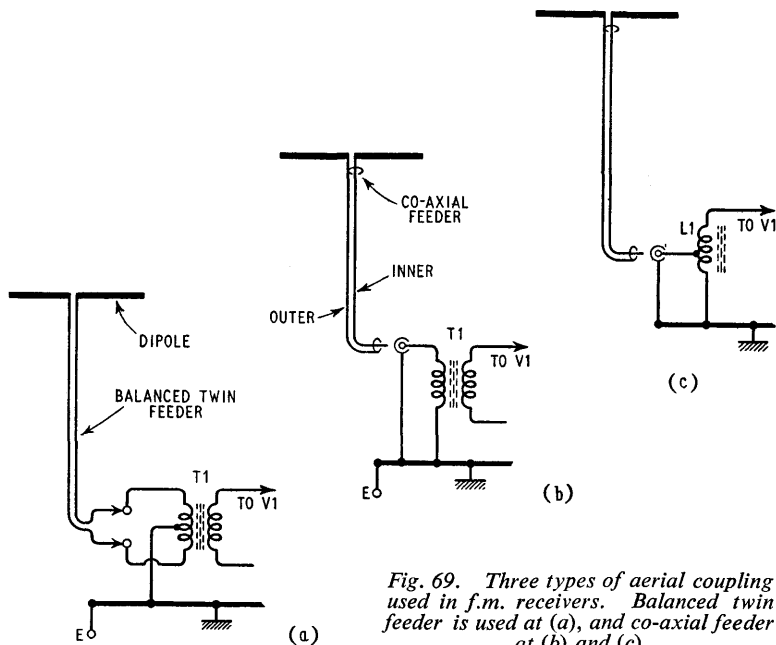 L1
TO V1
(c)
CO-AXIAL
FEEDER
INNER
OUTER
T1
TO V1
E
(b)
DIPOLE
BALANCED TWIN
FEEDER
T1
TO V1
E
(a)
Fig. 69. Three types of aerial coupling
used in f.m. receivers. Balanced twin
feeder is used at (a), and co-axial feeder
at (b) and (c)